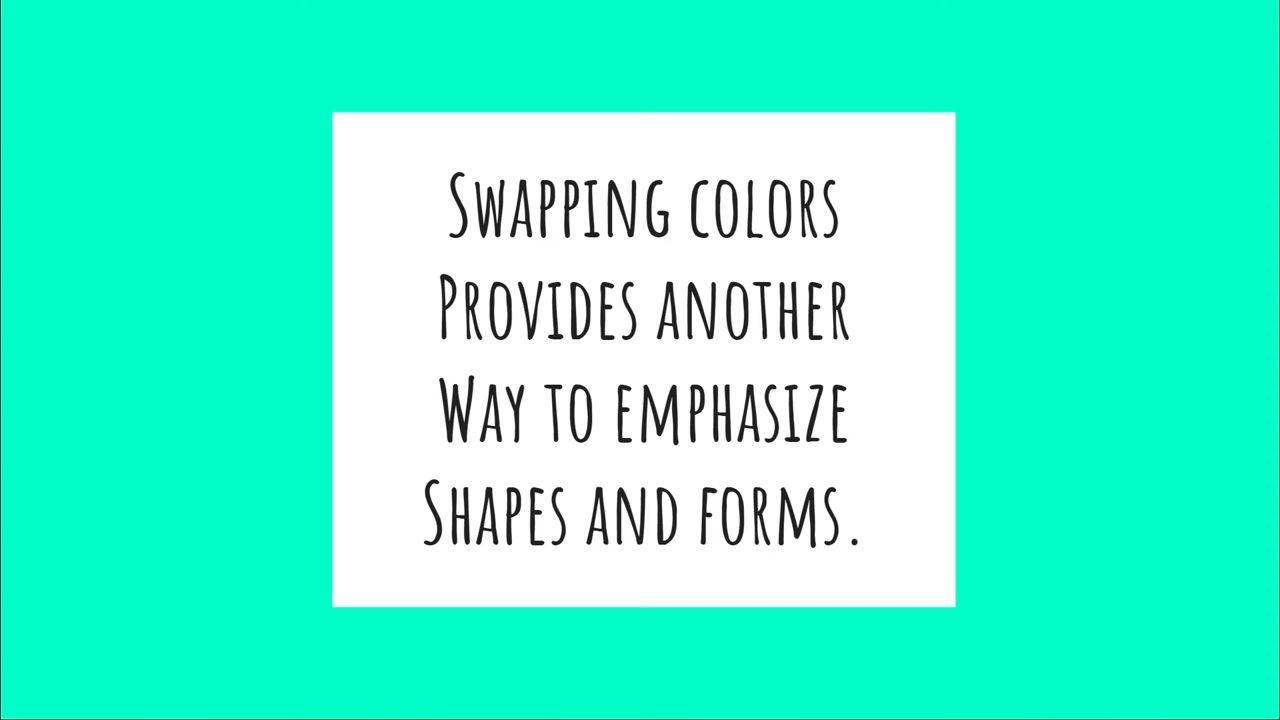 Swapping colors
Provides another
Way to emphasize
Shapes and forms.